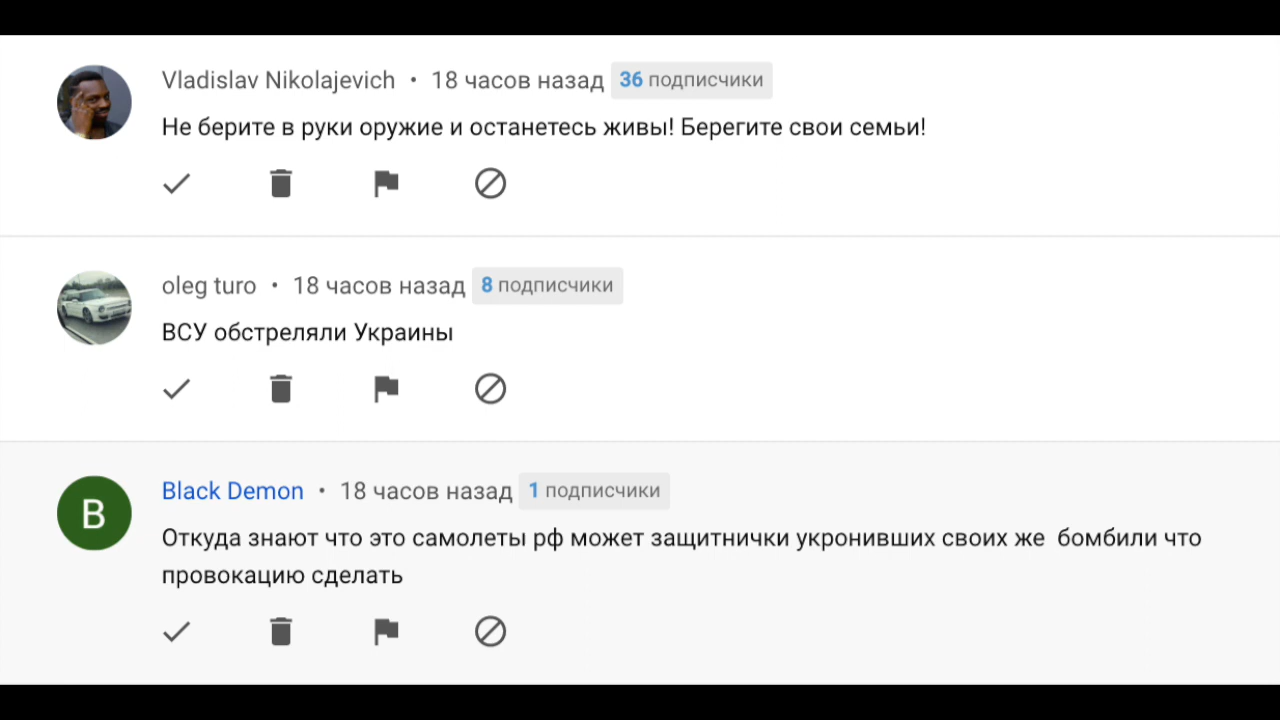 Vladislav Nikolajevich • 18 часов назад 36 подписчики
Не берите в руки оружие и останетесь живы! Берегите свои семьи!
oleg turo • 18 часов назад 8 подписчики
ВСУ обстреляли Украины
B
Black Demon • 18 часов назад 1 подписчики
Откуда знают что это самолеты рф может защитнички укронивших своих же бомбили что
провокацию сделать